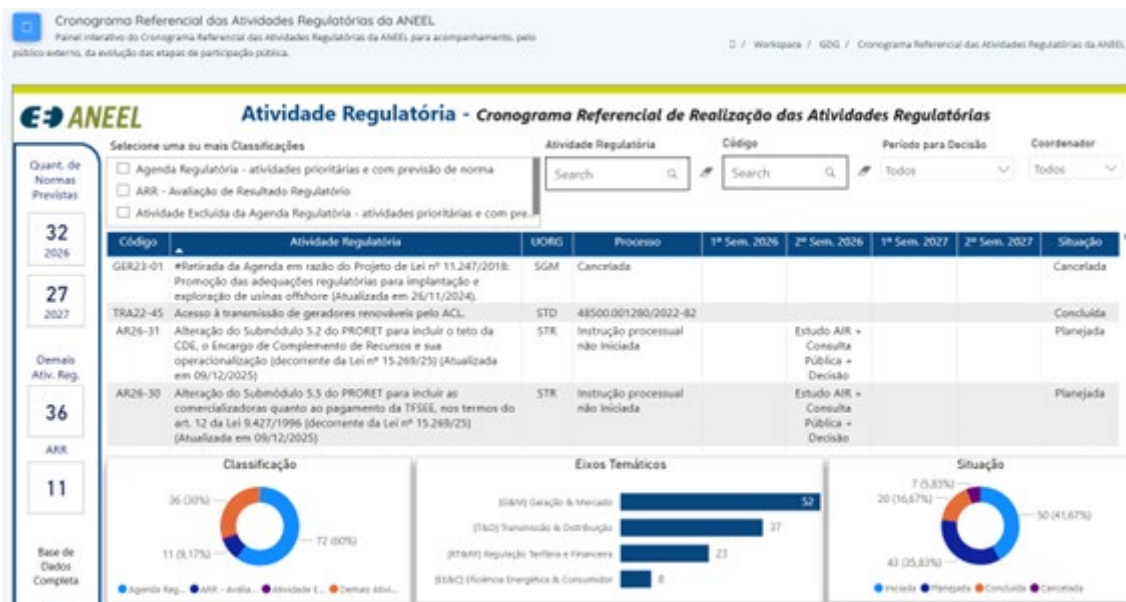 Cronograma Referencial das Atividades Regulatórias da ANEEL
Painel interativo do Cronograma Referencial das Atividades Regulatórias da ANEEL para acompanhamento, pelo
público externo, da evolução das etapas de participação pública.
/ Workspace / GDG / Cronograma Referencial das Atividades Regulatórias da ANEEL
ANEEL
Atividade Regulatória - Cronograma Referencial de Realização das Atividades Regulatórias
Quant. de
Normas
Previstas
32
2026
27
2027
Demais
Ativ. Reg.
36
ARR
11
Base de
Dados
Completa
Selecione uma ou mais Classificações
Agenda Regulatória - atividades prioritárias e com previsão de norma
ARR - Avaliação de Resultado Regulatório
Atividade Excluída da Agenda Regulatória - atividades prioritárias e com pre...
Atividade Regulatória
Search
Código
Search
Período para Decisão
Todos
Coordenador
Todos
Código Atividade Regulatória UORG Processo 1º Sem. 2026 2º Sem. 2026 1º Sem. 2027 2º Sem. 2027 Situação
GER23-01 #Retirada da Agenda em razão do Projeto de Lei nº 11.247/2018: SGM Cancelada Cancelada
Promoção das adequações regulatórias para implantação e
exploração de usinas offshore (Atualizada em 26/11/2024).
TRA22-45 Acesso à transmissão de geradores renováveis pelo ACL. STD 48500.001280/2022-82 Concluída
AR26-31 Alteração do Submódulo 5.2 do PRORET para incluir o teto da STR Instrução processual Estudo AIR + Planejada
CDE, o Encargo de Complemento de Recursos e sua não Iniciada Consulta
operacionalização (decorrente da Lei nº 15.269/25) (Atualizada Pública +
em 09/12/2025) Decisão
AR26-30 Alteração do Submódulo 5.5 do PRORET para incluir as STR Instrução processual Estudo AIR + Planejada
comercializadoras quanto ao pagamento da TFSEE, nos termos do não Iniciada Consulta
art. 12 da Lei 9.427/1996 (decorrente da Lei nº 15.269/25) Pública +
(Atualizada em 09/12/2025) Decisão
Classificação
36 (30%)
11 (9,17%)
72 (60%)
Agenda Reg... ARR - Avalia... Atividade E... Demais Ativi...
Eixos Temáticos
[G&M] Geração & Mercado 52
[T&D] Transmissão & Distribuição 37
[RT&RF] Regulação Tarifária e Financeira 23
[EE&C] Eficiência Energética & Consumidor 8
Situação
7 (5,83%)
20 (16,67%)
50 (41,67%)
43 (35,83%)
Iniciada Planejada Concluída Cancelada